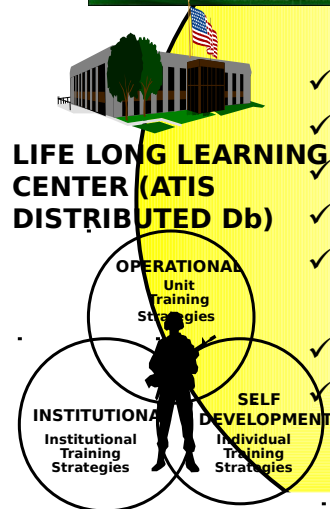 LIFE LONG LEARNING
CENTER (ATIS
DISTRIBUTED Db)
OPERATIONAL
Unit
Training
Strategies
INSTITUTIONA
Institutional
Training
Strategies
SELF
DEVELOPMENT
Individual
Training
Strategies